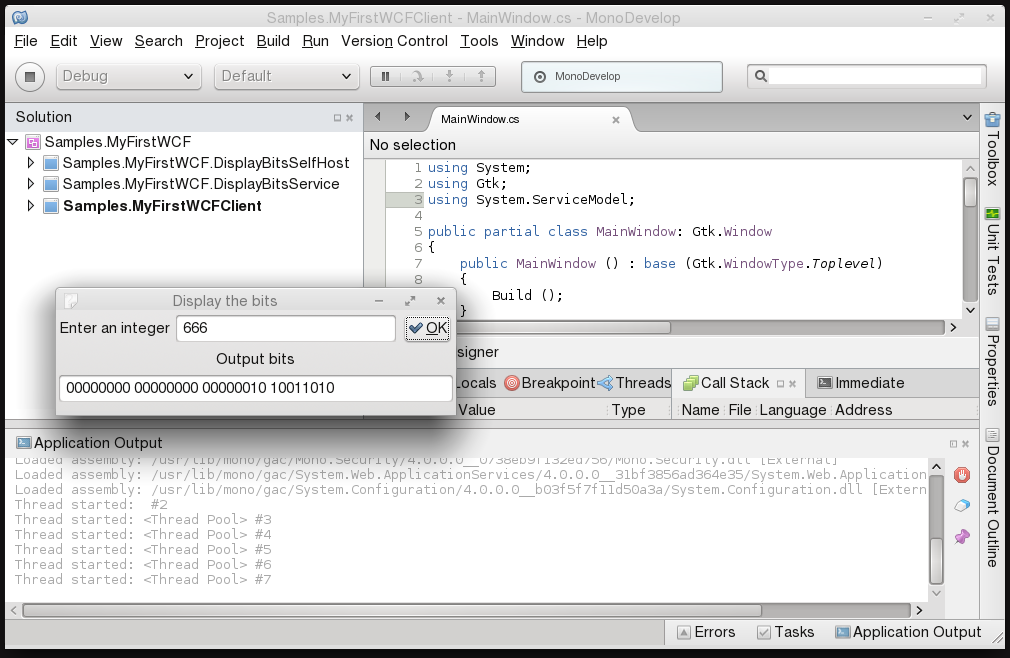 Samples.MyFirstWCFClient - MainWindow.cs - MonoDevelop
File Edit View Search Project Build Run Version Control Tools Window Help
Debug Default MonoDevelop
Solution
Samples.MyFirstWCF
Samples.MyFirstWCF.DisplayBitsSelfHost
Samples.MyFirstWCF.DisplayBitsService
Samples.MyFirstWCFClient
MainWindow.cs
No selection
1 using System;
2 using Gtk;
3 using System.ServiceModel;
4
5 public partial class MainWindow: Gtk.Window
6 {
7 public MainWindow () : base (Gtk.WindowType.Toplevel)
8 {
Build ();
}
Toolbox
Unit Tests
Properties
Document Outline
Display the bits
Enter an integer 666 OK
Output bits
00000000 00000000 00000010 10011010
signer
Locals Breakpoint Threads Call Stack Immediate
Value Type Name File Language Address
Application Output
Loaded assembly: /usr/lib/mono/gac/Mono.Security/4.0.0.0__0738eb9f132ed756/Mono.Security.dll [External]
Loaded assembly: /usr/lib/mono/gac/System.Web.ApplicationServices/4.0.0.0__31bf3856ad364e35/System.Web.Application
Loaded assembly: /usr/lib/mono/gac/System.Configuration/4.0.0.0__b03f5f7f11d50a3a/System.Configuration.dll [Extern
Thread started: #2
Thread started: <Thread Pool> #3
Thread started: <Thread Pool> #4
Thread started: <Thread Pool> #5
Thread started: <Thread Pool> #6
Thread started: <Thread Pool> #7
Errors Tasks Application Output